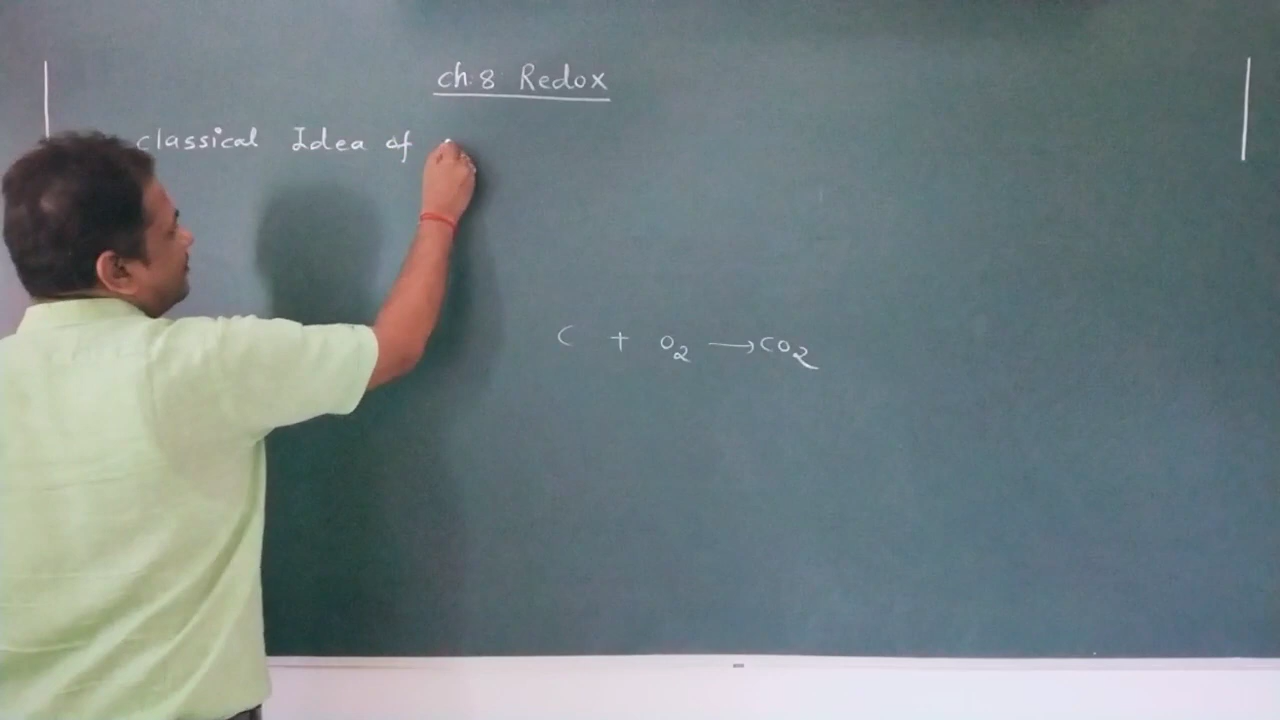 ch.8 Redox
classical Idea of
C + O₂ → CO₂